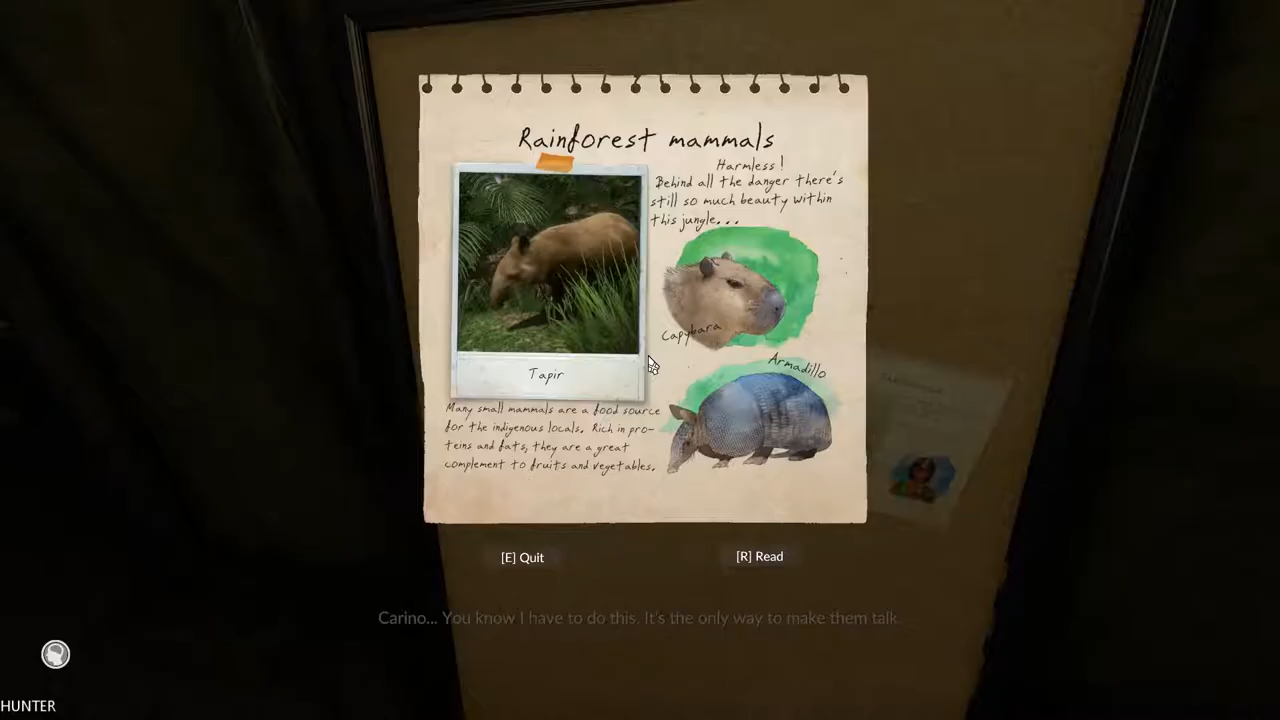 Rainforest mammals
Harmless!
Behind all the danger there's
still so much beauty within
this jungle...
Capybara
Armadillo
Tapir
Many small mammals are a food source
for the indigenous locals. Rich in pro-
teins and fats, they are a great
complement to fruits and vegetables.
[E] Quit
[R] Read
Carino... You know I have to do this. It's the only way to make them talk.
HUNTER